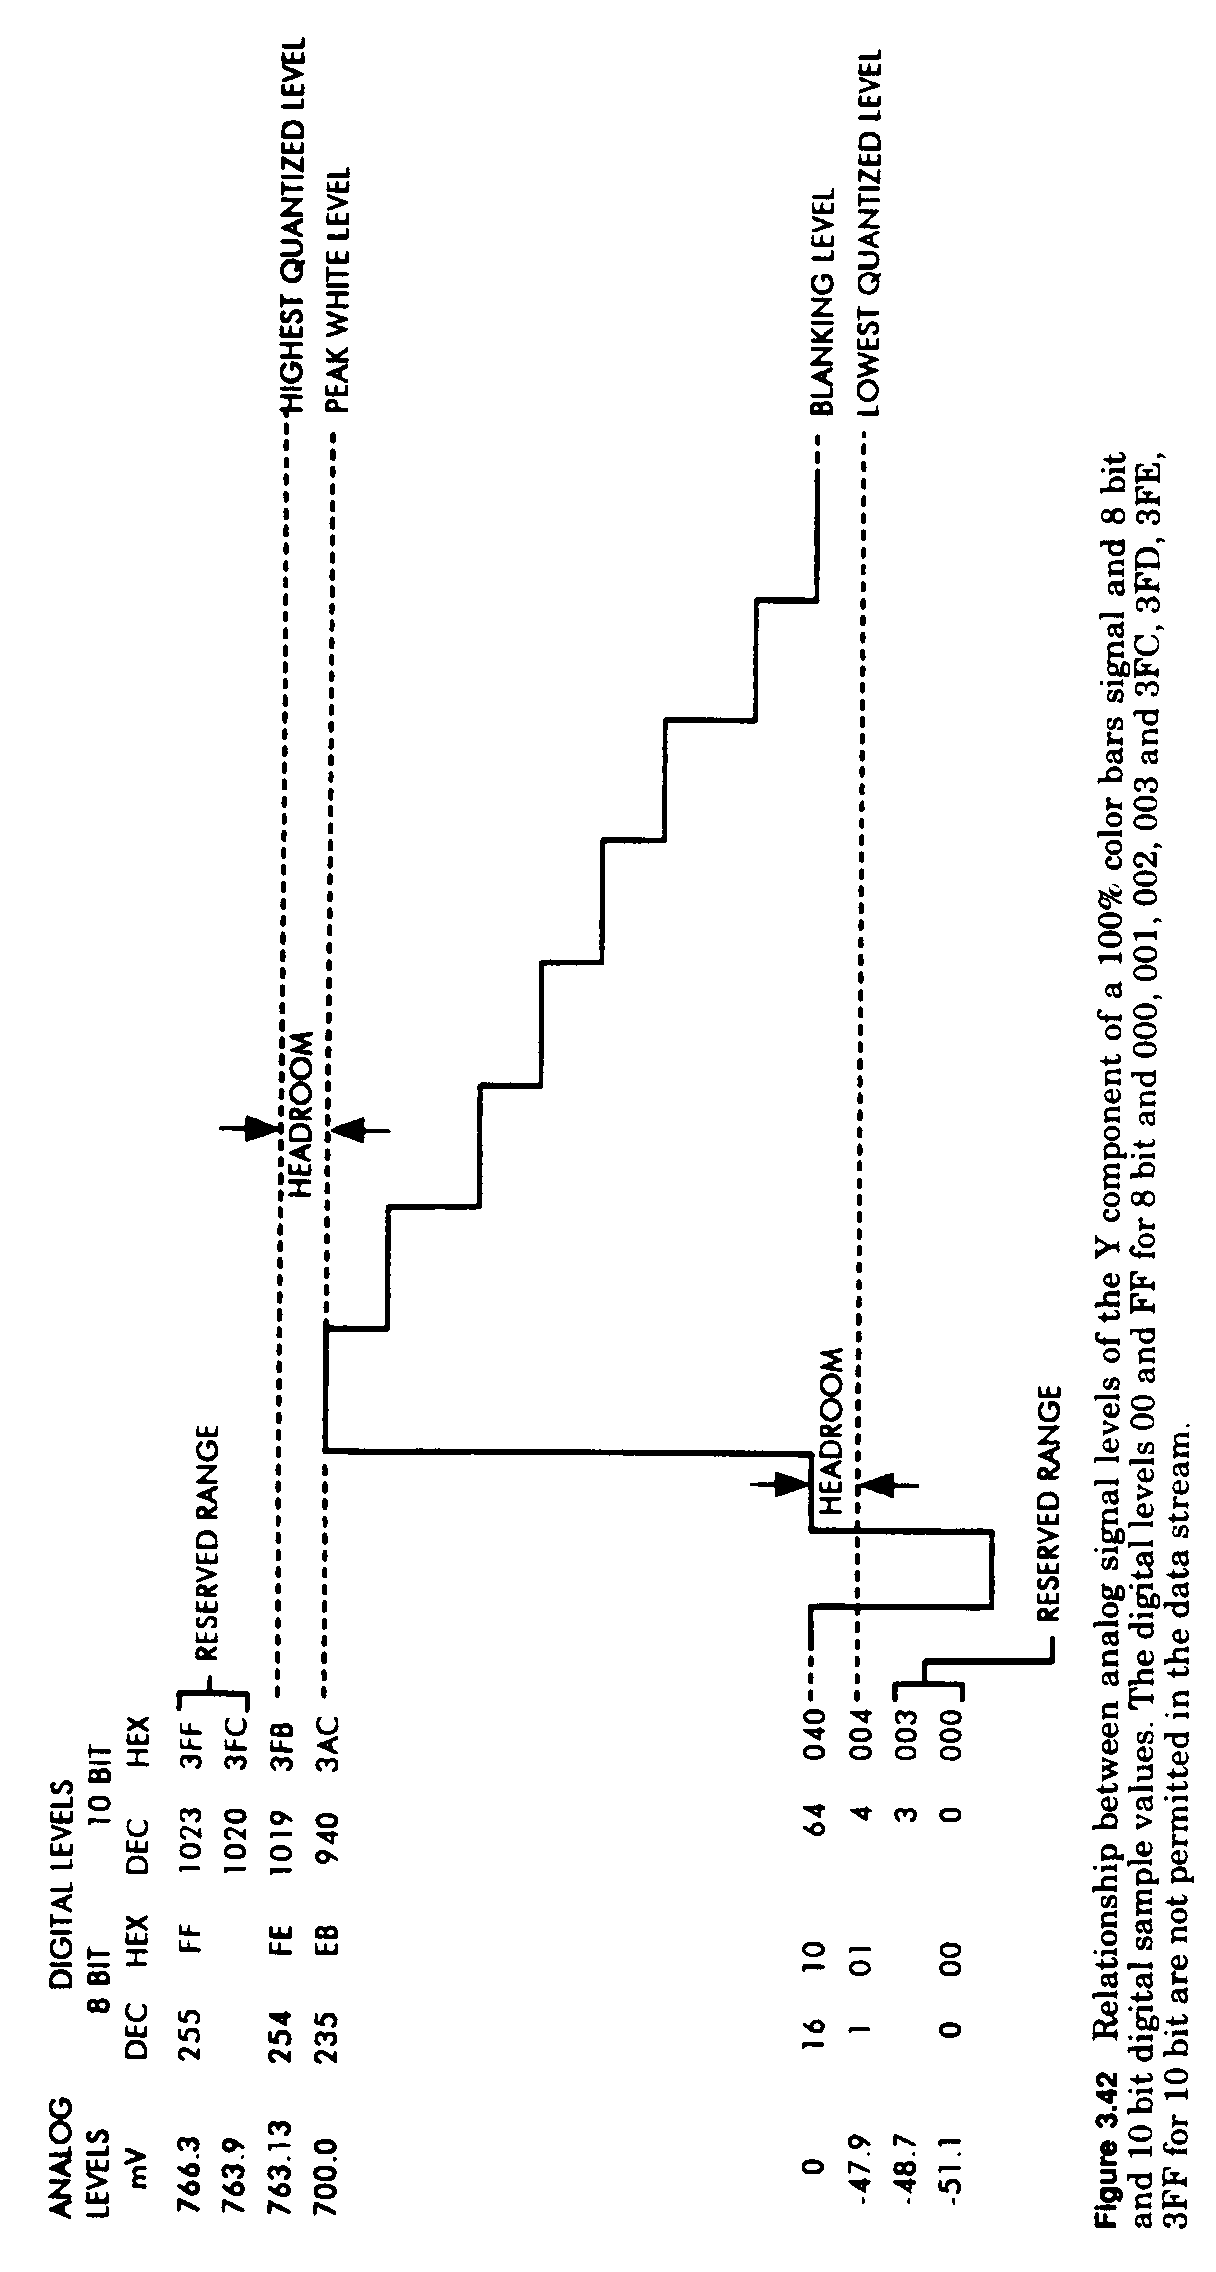 ANALOG DIGITAL LEVELS
LEVELS 8 BIT 10 BIT
mV DEC HEX DEC HEX
766.3 255 FF 1023 3FF
763.9 1020 3FC
RESERVED RANGE
763.13 254 FE 1019 3FB HIGHEST QUANTIZED LEVEL
HEADROOM
700.0 235 EB 940 3AC PEAK WHITE LEVEL
0 16 10 64 040 BLANKING LEVEL
HEADROOM
-47.9 1 01 4 004 LOWEST QUANTIZED LEVEL
-48.7 3 003
-51.1 0 00 0 000
RESERVED RANGE
Figure 3.42 Relationship between analog signal levels of the Y component of a 100% color bars signal and 8 bit
and 10 bit digital sample values. The digital levels 00 and FF for 8 bit and 000, 001, 002, 003 and 3FC, 3FD, 3FE,
3FF for 10 bit are not permitted in the data stream.